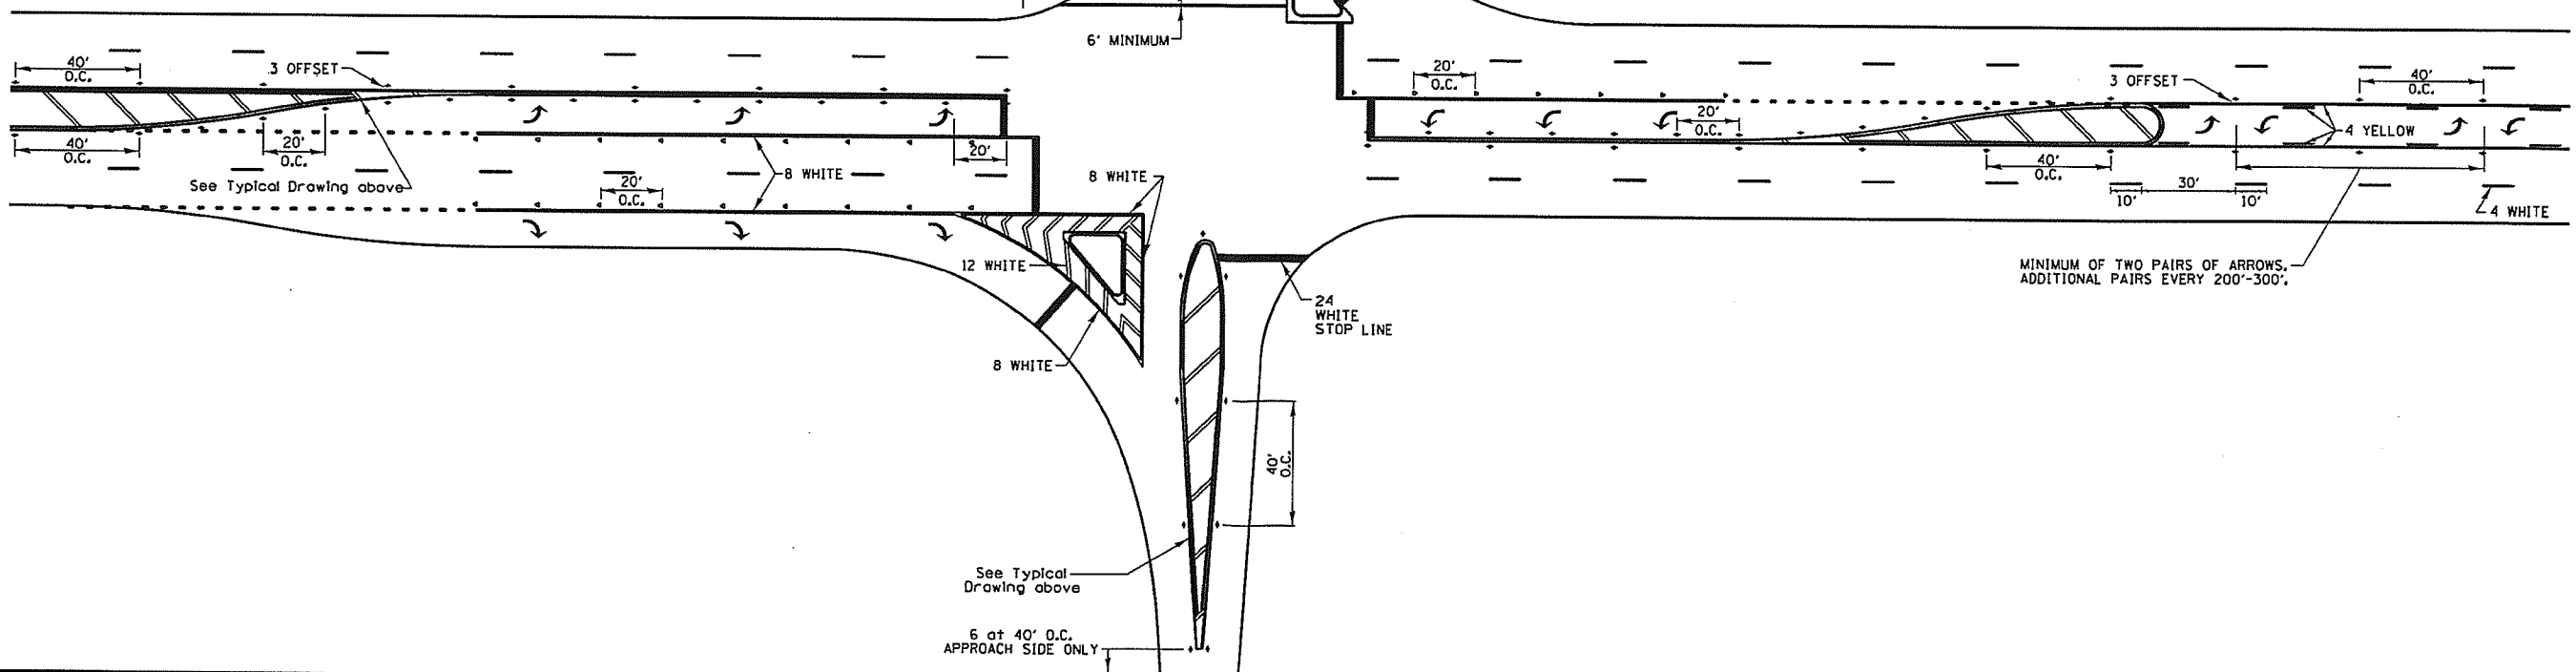 6' MINIMUM
40'
O.C.
3 OFFSET
20'
O.C.
3 OFFSET
40'
O.C.
40'
O.C.
20'
O.C.
See Typical Drawing above
20'
O.C.
8 WHITE
20'
8 WHITE
20'
O.C.
4 YELLOW
40'
O.C.
30'
10'
10'
4 WHITE
12 WHITE
8 WHITE
24
WHITE
STOP LINE
MINIMUM OF TWO PAIRS OF ARROWS.
ADDITIONAL PAIRS EVERY 200'-300'.
40'
O.C.
See Typical
Drawing above
6 at 40' O.C.
APPROACH SIDE ONLY